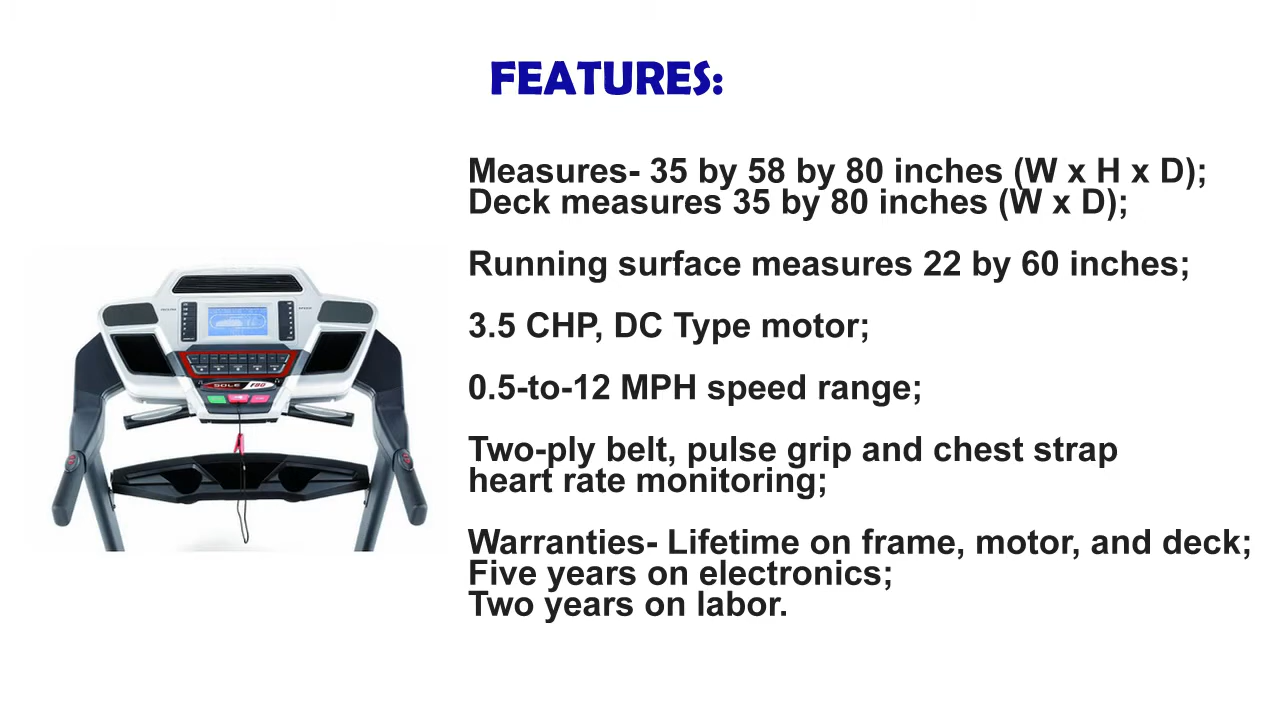 FEATURES:
Measures- 35 by 58 by 80 inches (W x H x D);
Deck measures 35 by 80 inches (W x D);
Running surface measures 22 by 60 inches;
3.5 CHP, DC Type motor;
0.5-to-12 MPH speed range;
Two-ply belt, pulse grip and chest strap
heart rate monitoring;
Warranties- Lifetime on frame, motor, and deck;
Five years on electronics;
Two years on labor.
SOLE F80